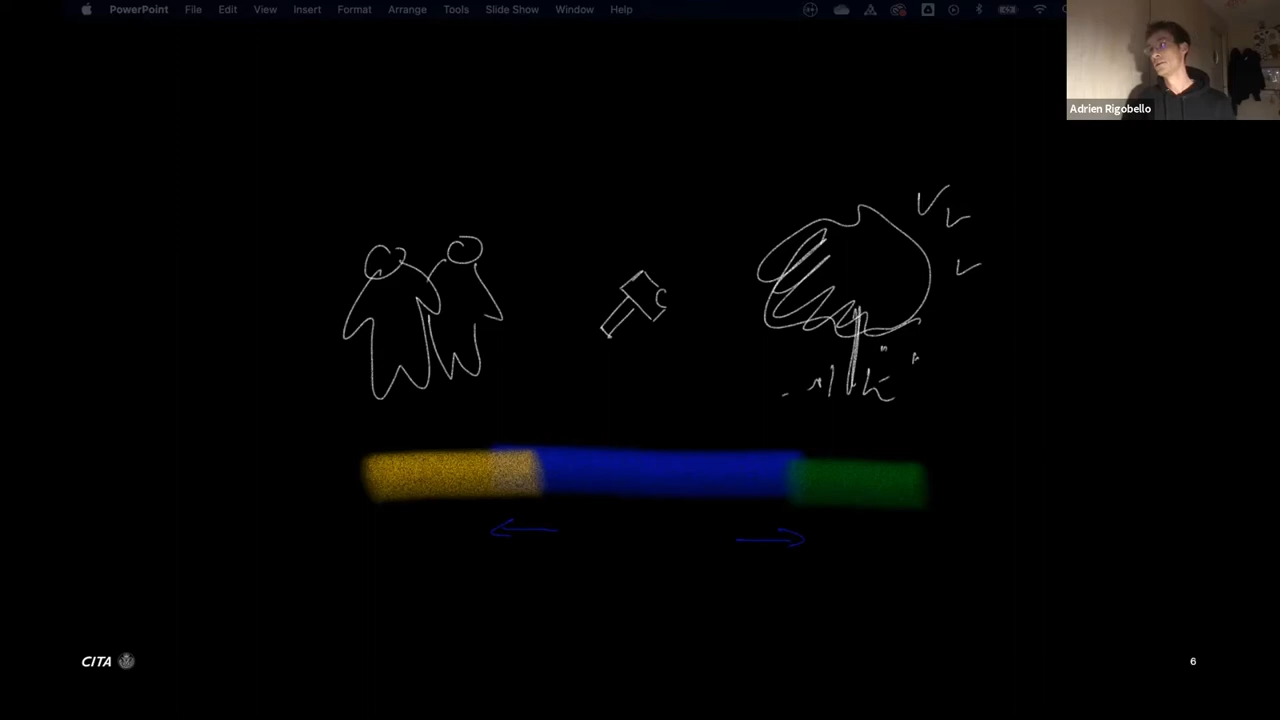 PowerPoint File Edit View Insert Format Arrange Tools Slide Show Window Help
Adrien Rigobello
CITA
6